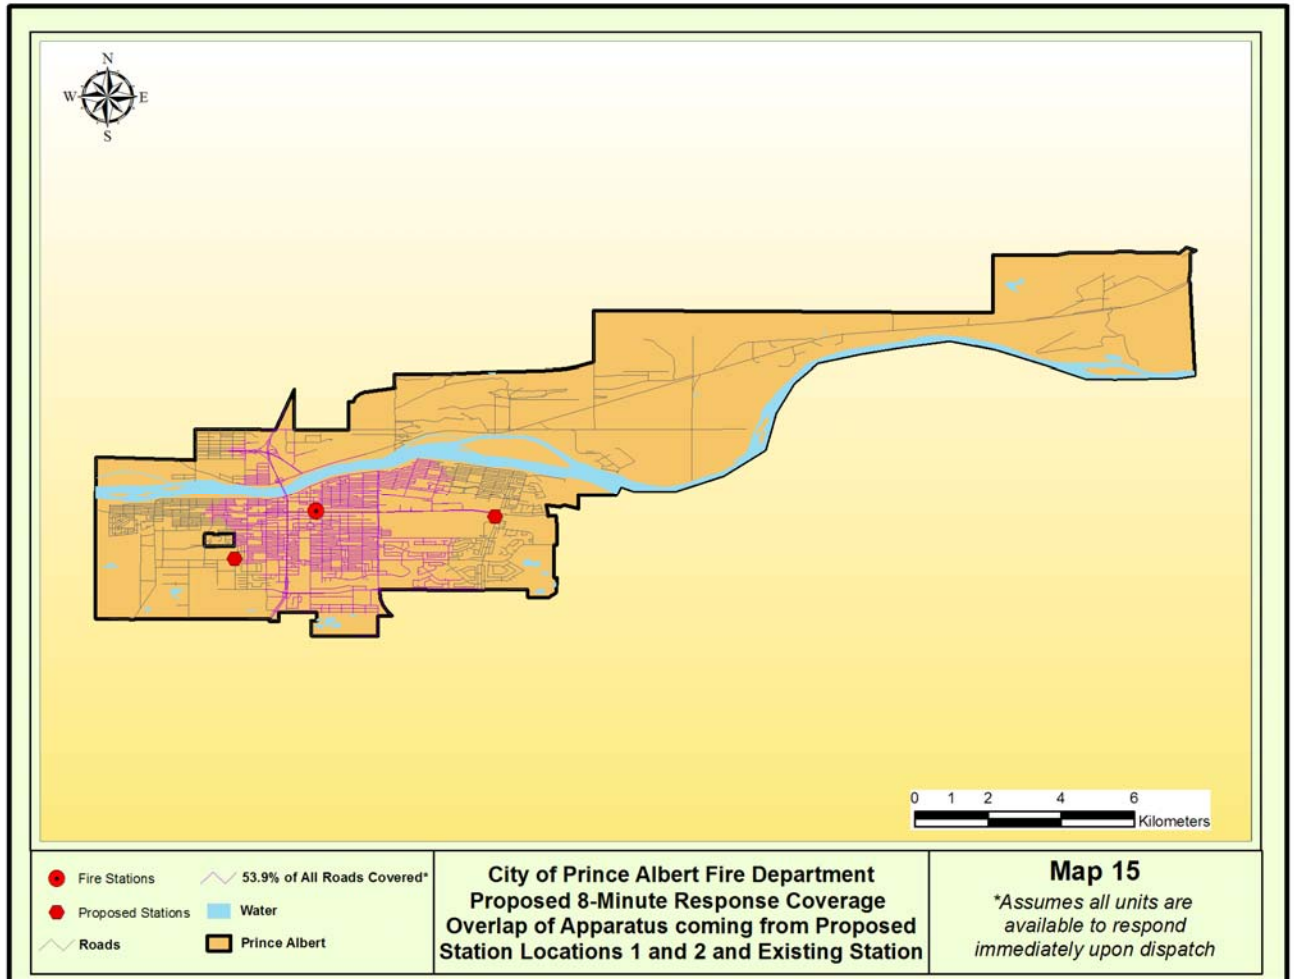 N
W E
S
0 1 2 4 6
Kilometers
Fire Stations
Proposed Stations
Roads
53.9% of All Roads Covered*
Water
Prince Albert
City of Prince Albert Fire Department
Proposed 8-Minute Response Coverage
Overlap of Apparatus coming from Proposed
Station Locations 1 and 2 and Existing Station
Map 15
*Assumes all units are
available to respond
immediately upon dispatch